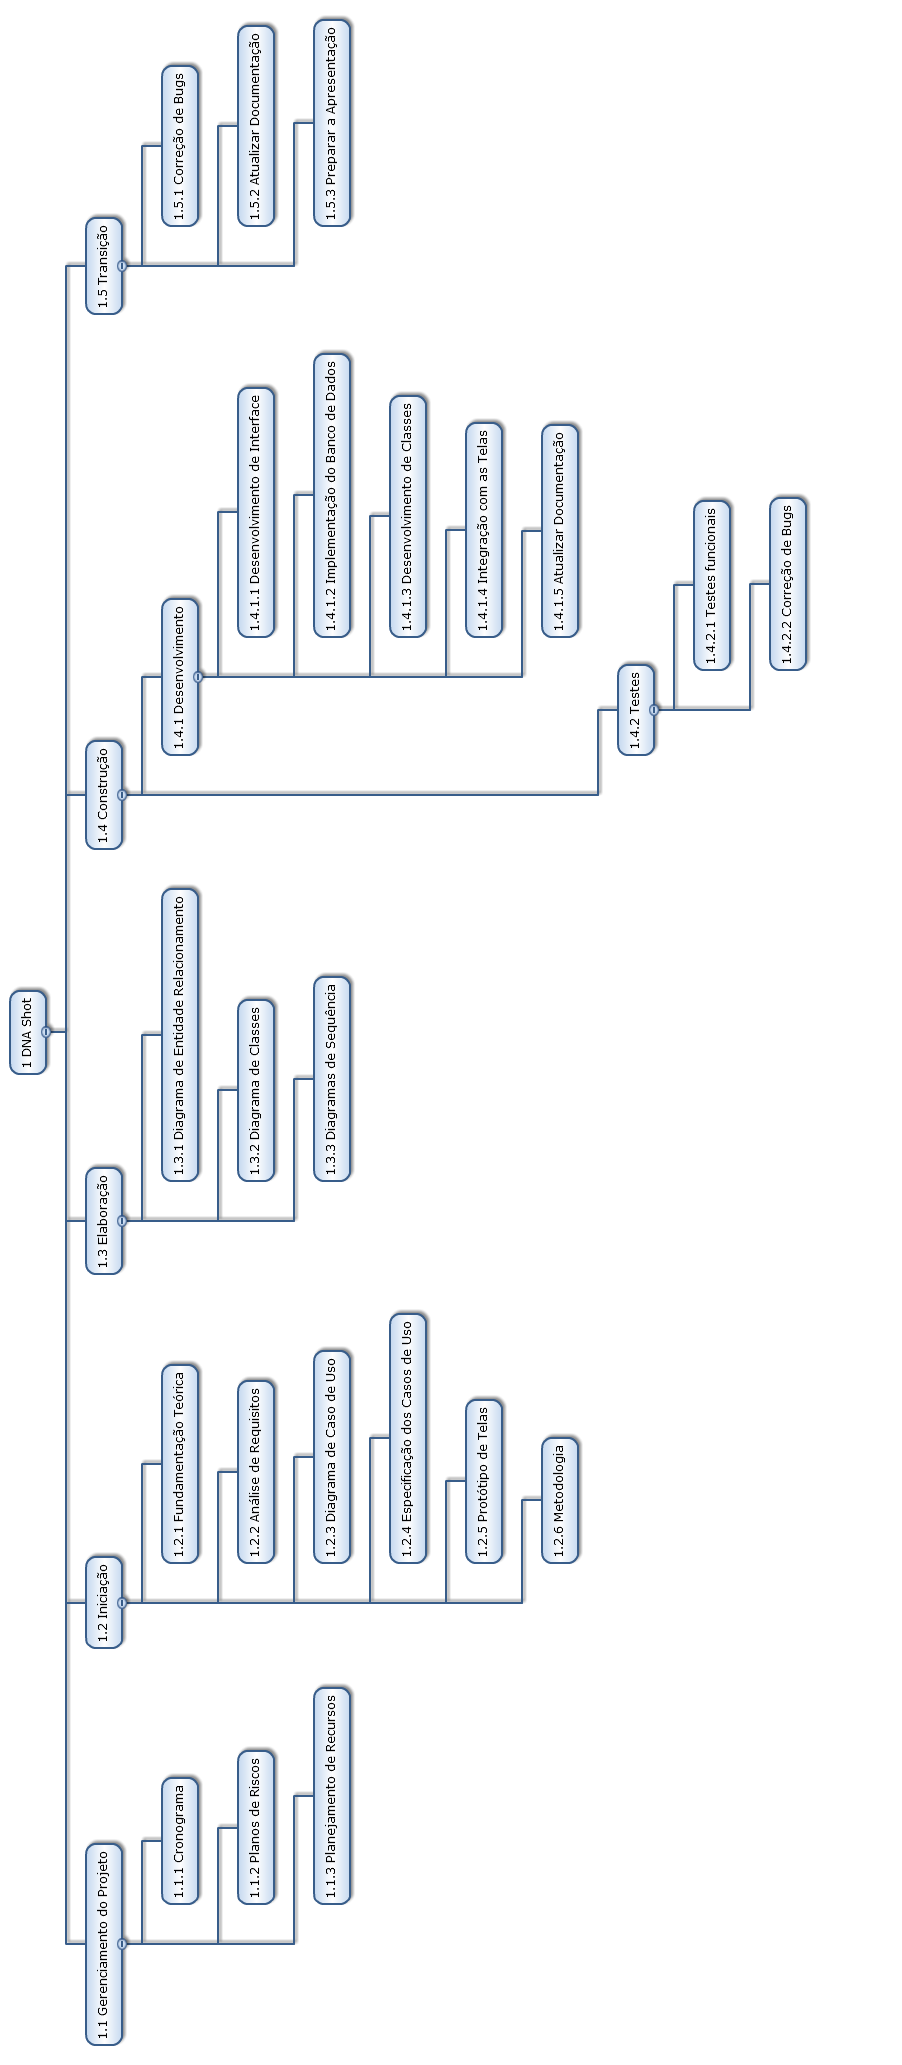 1 DNA Shot
1.1 Gerenciamento do Projeto
1.1.1 Cronograma
1.1.2 Planos de Riscos
1.1.3 Planejamento de Recursos
1.2 Iniciação
1.2.1 Fundamentação Teórica
1.2.2 Análise de Requisitos
1.2.3 Diagrama de Caso de Uso
1.2.4 Especificação dos Casos de Uso
1.2.5 Protótipo de Telas
1.2.6 Metodologia
1.3 Elaboração
1.3.1 Diagrama de Entidade Relacionamento
1.3.2 Diagrama de Classes
1.3.3 Diagramas de Sequência
1.4 Construção
1.4.1 Desenvolvimento
1.4.1.1 Desenvolvimento de Interface
1.4.1.2 Implementação do Banco de Dados
1.4.1.3 Desenvolvimento de Classes
1.4.1.4 Integração com as Telas
1.4.1.5 Atualizar Documentação
1.4.2 Testes
1.4.2.1 Testes funcionais
1.4.2.2 Correção de Bugs
1.5 Transição
1.5.1 Correção de Bugs
1.5.2 Atualizar Documentação
1.5.3 Preparar a Apresentação